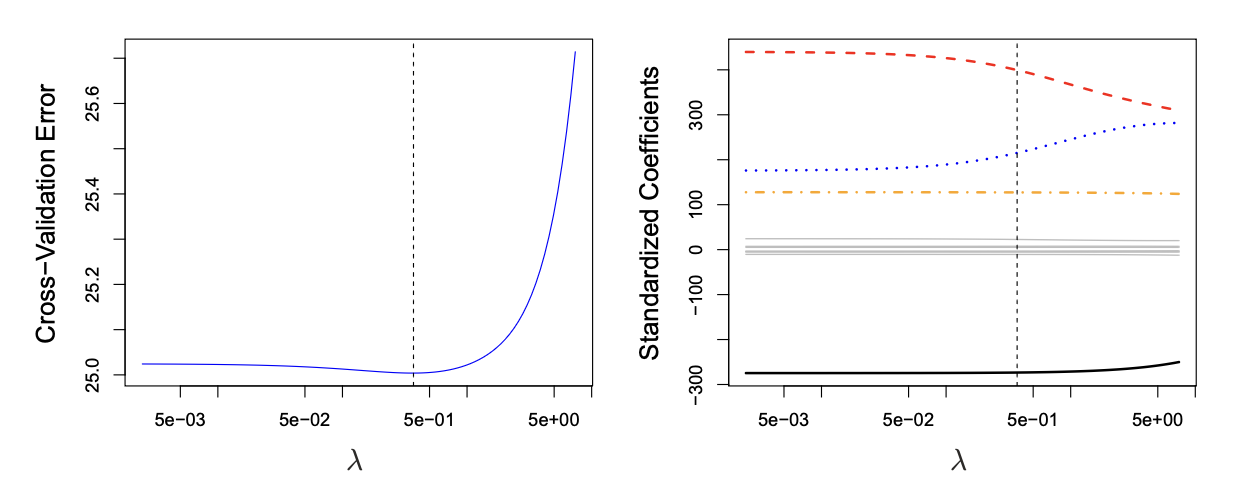 Cross−Validation Error
25.0 25.2 25.4 25.6
5e−03 5e−02 5e−01 5e+00
λ
Standardized Coefficients
−300 −100 0 100 300
5e−03 5e−02 5e−01 5e+00
λ